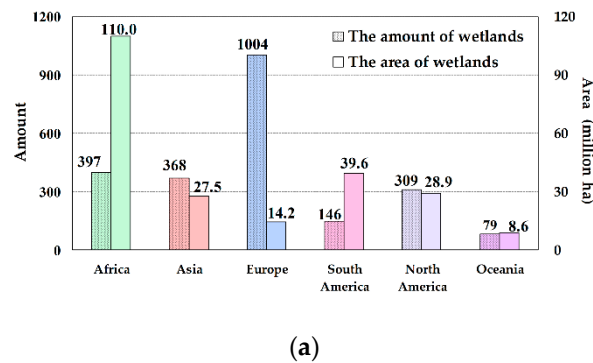 1200
900
600
300
0
Amount
The amount of wetlands
The area of wetlands
397
110.0
368
27.5
1004
14.2
146
39.6
309
28.9
79
8.6
120
90
60
30
0
Area (million ha)
Africa
Asia
Europe
South
America
North
America
Oceania
(a)